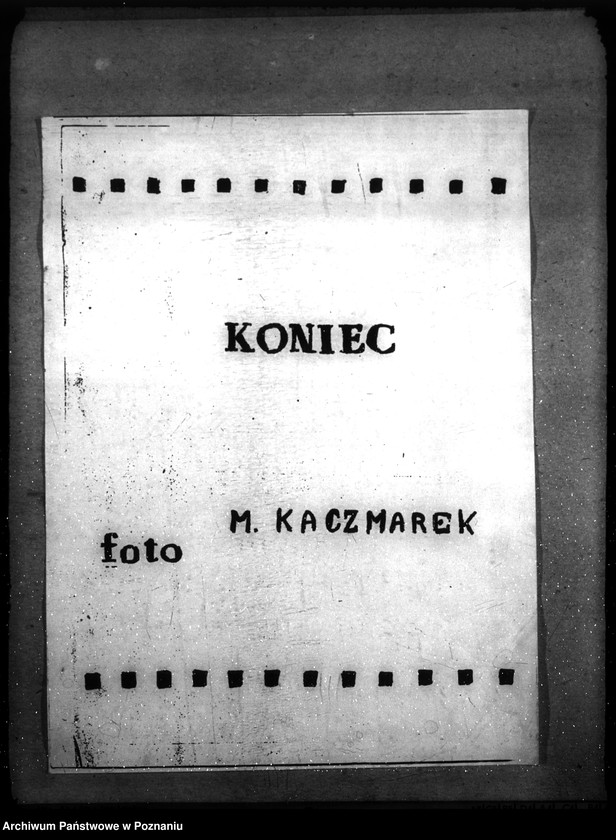 KONIEC
M. KACZMAREK
foto
Archiwum Państwowe w Poznaniu